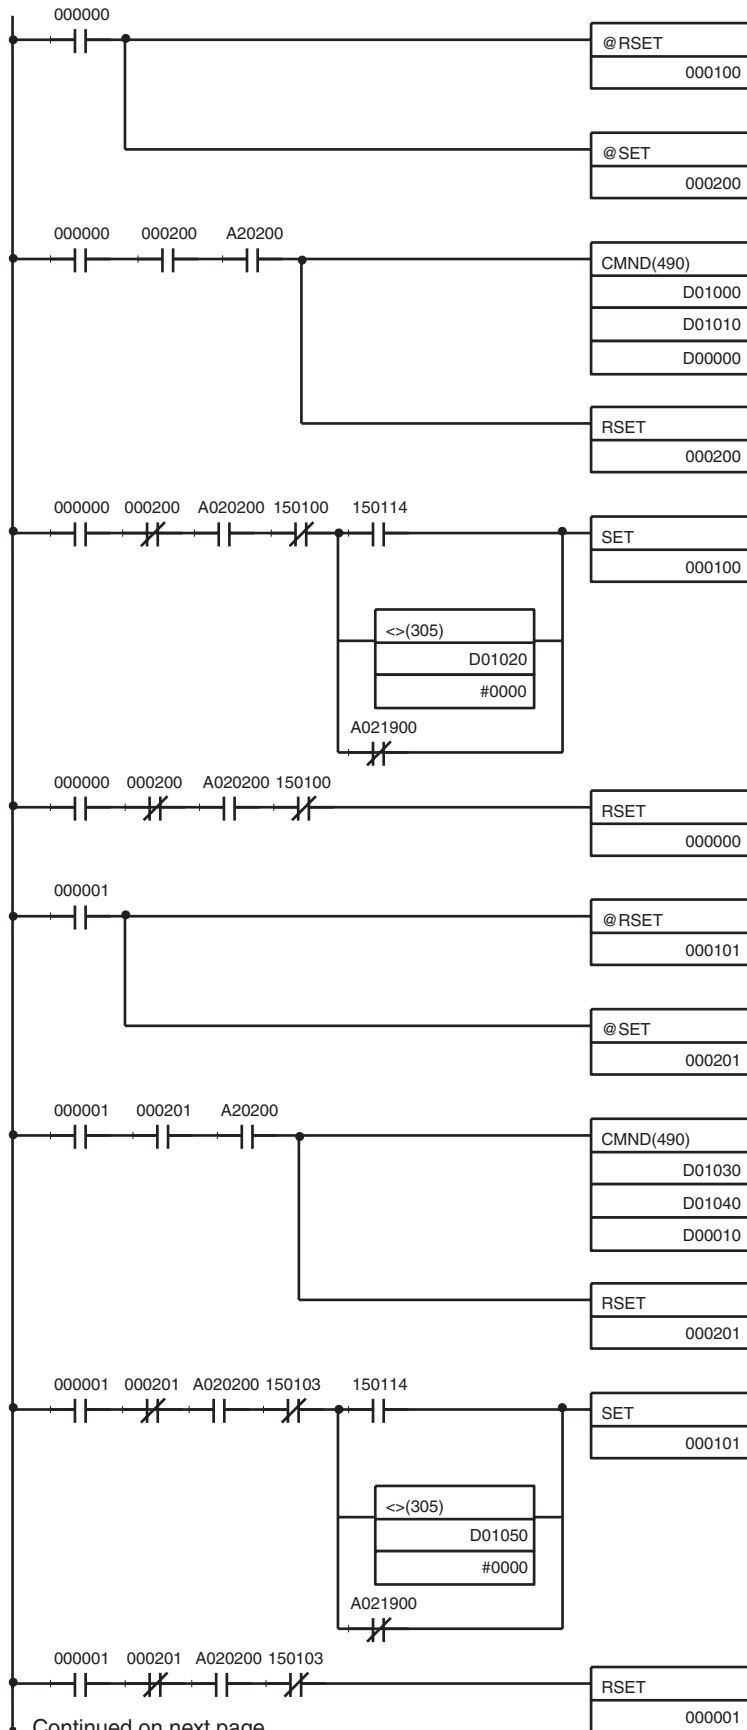 000000
@RSET
000100
@SET
000200
000000 000200 A20200
CMND(490)
D01000
D01010
D00000
RSET
000200
000000 000200 A020200 150100 150114
SET
000100
<>(305)
D01020
#0000
A021900
000000 000200 A020200 150100
RSET
000000
000001
@RSET
000101
@SET
000201
000001 000201 A20200
CMND(490)
D01030
D01040
D00010
RSET
000201
000001 000201 A020200 150103 150114
SET
000101
<>(305)
D01050
#0000
A021900
000001 000201 A020200 150103
RSET
000001
Continued on next page